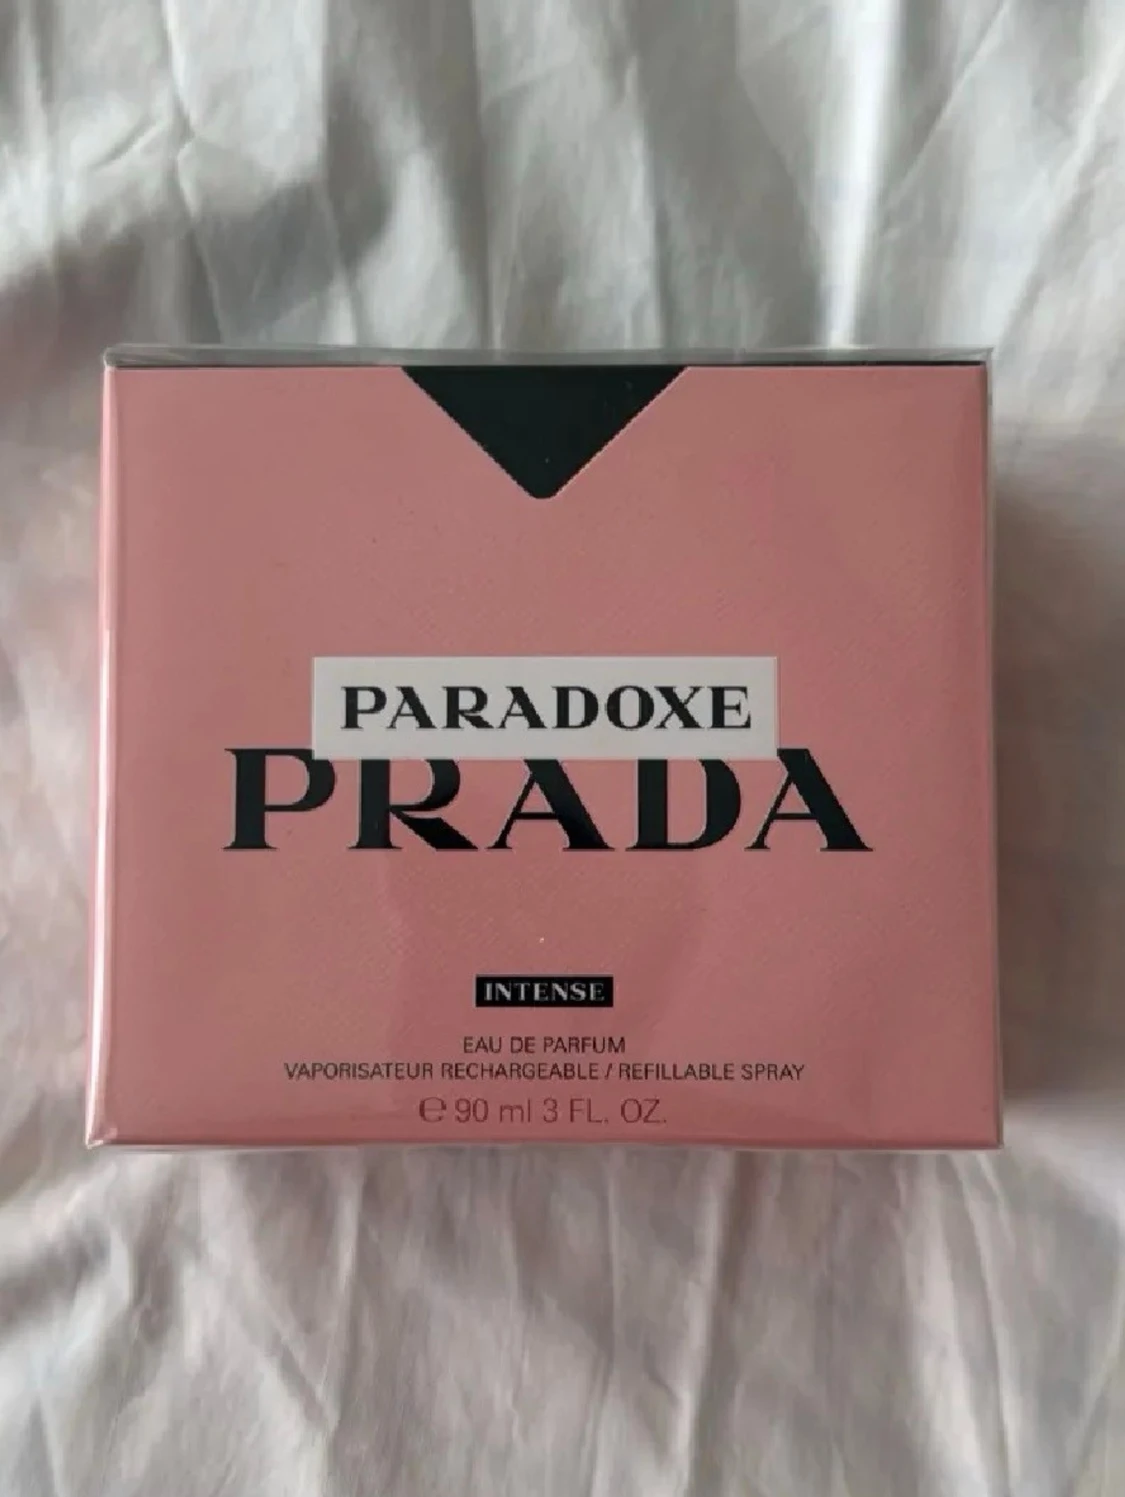 PARADOXE
PRADA
INTENSE
EAU DE PARFUM
VAPORISATEUR RECHARGEABLE / REFILLABLE SPRAY
℮ 90 ml 3 FL. OZ.